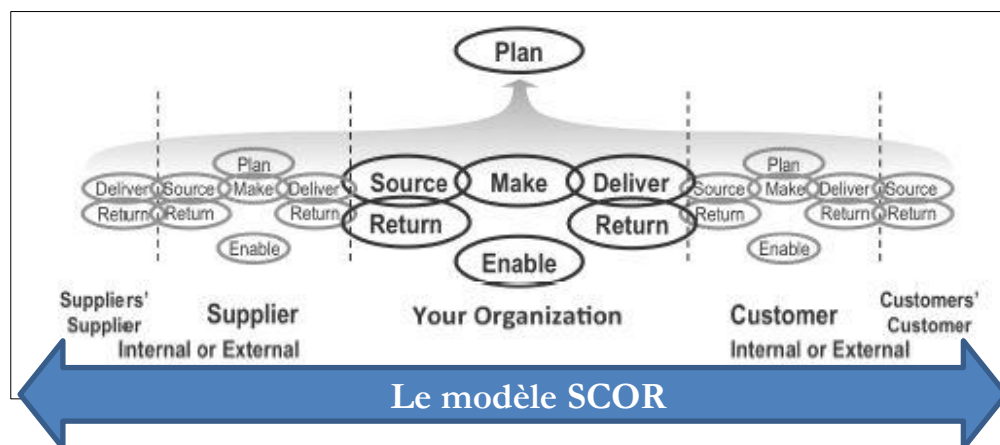 Plan
Plan Plan
Deliver Source Make Deliver Source Make Deliver Source Make Deliver Source
Return Return Return Return Return Return Return Return
Enable Enable Enable
Suppliers' Supplier
Supplier
Your Organization
Customer
Customers' Customer
Internal or External Internal or External
Le modèle SCOR